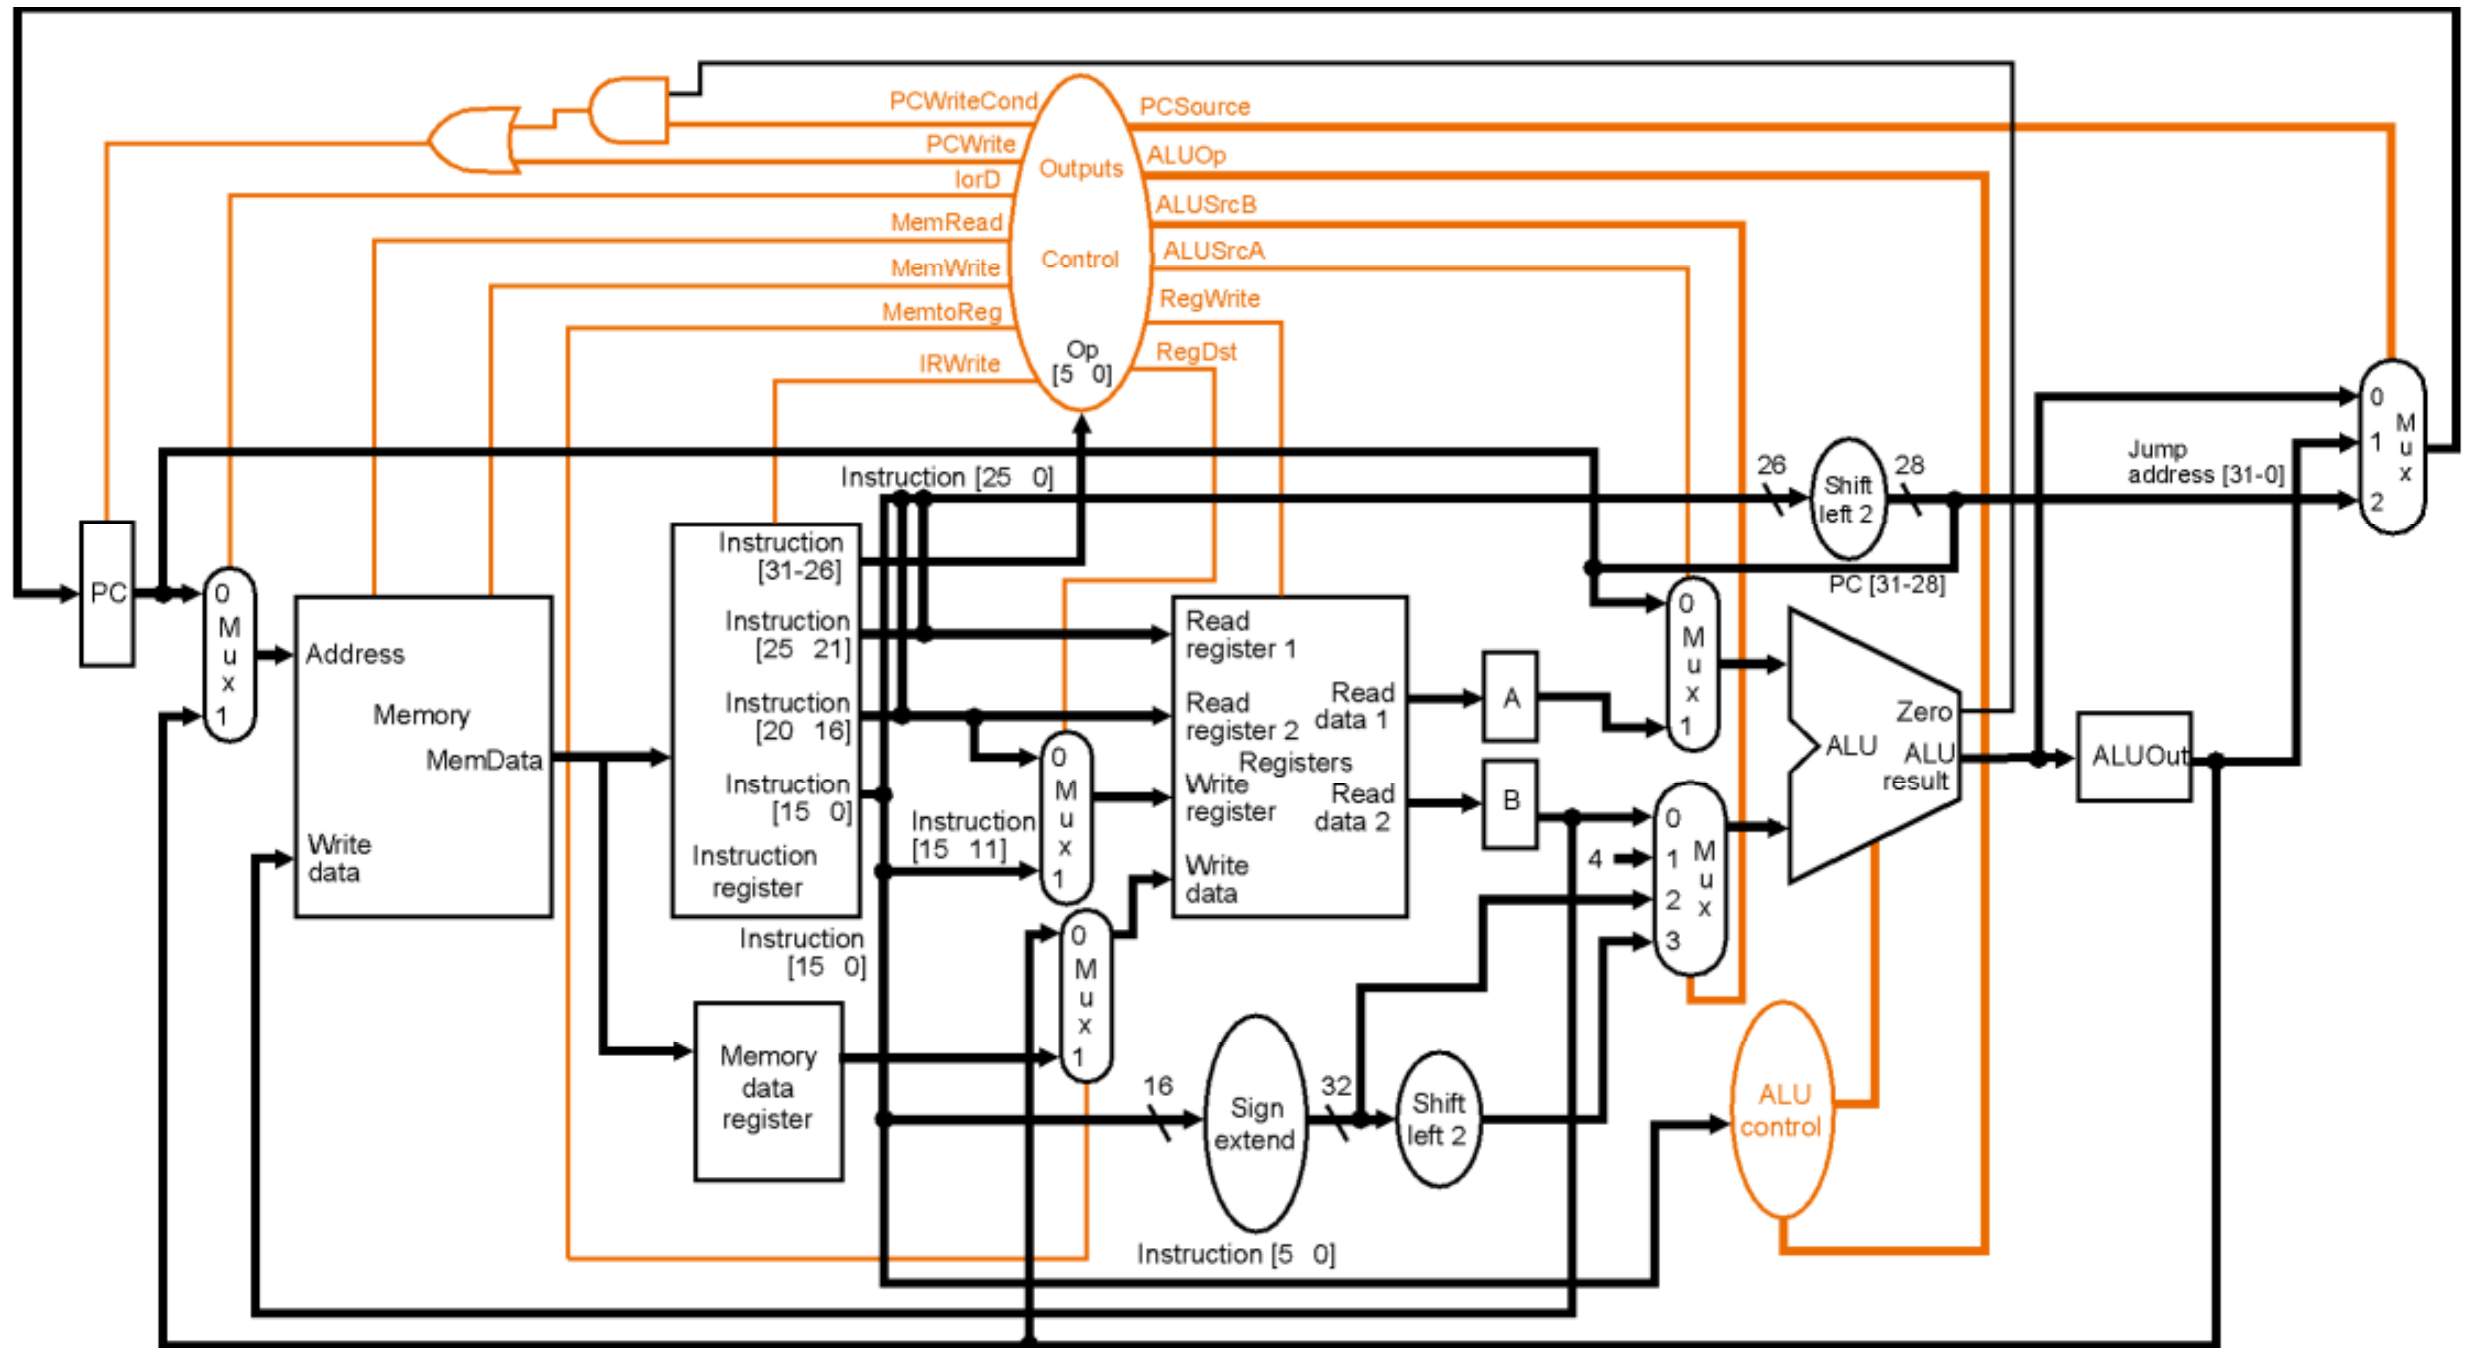 PCWriteCond
PCWrite
IorD
MemRead
MemWrite
MemtoReg
IRWrite
Outputs
Control
Op
[5 0]
PCSource
ALUOp
ALUSrcB
ALUSrcA
RegWrite
RegDst
PC
0
M
u
x
1
Address
Memory
MemData
Write
data
Instruction [25 0]
Instruction
[31-26]
Instruction
[25 21]
Instruction
[20 16]
Instruction
[15 0]
Instruction
register
Instruction
[15 0]
Memory
data
register
Instruction
[15 11]
0
M
u
x
1
0
M
u
x
1
Read
register 1
Read
register 2
Registers
Write
register
Write
data
Read
data 1
Read
data 2
A
B
16
Sign
extend
32
Shift
left 2
Instruction [5 0]
0
M
u
x
1
4
0
1
2
3
M
u
x
26
Shift
left 2
28
PC [31-28]
Jump
address [31-0]
Zero
ALU
ALU
result
ALUOut
ALU
control
0
1
2
M
u
x